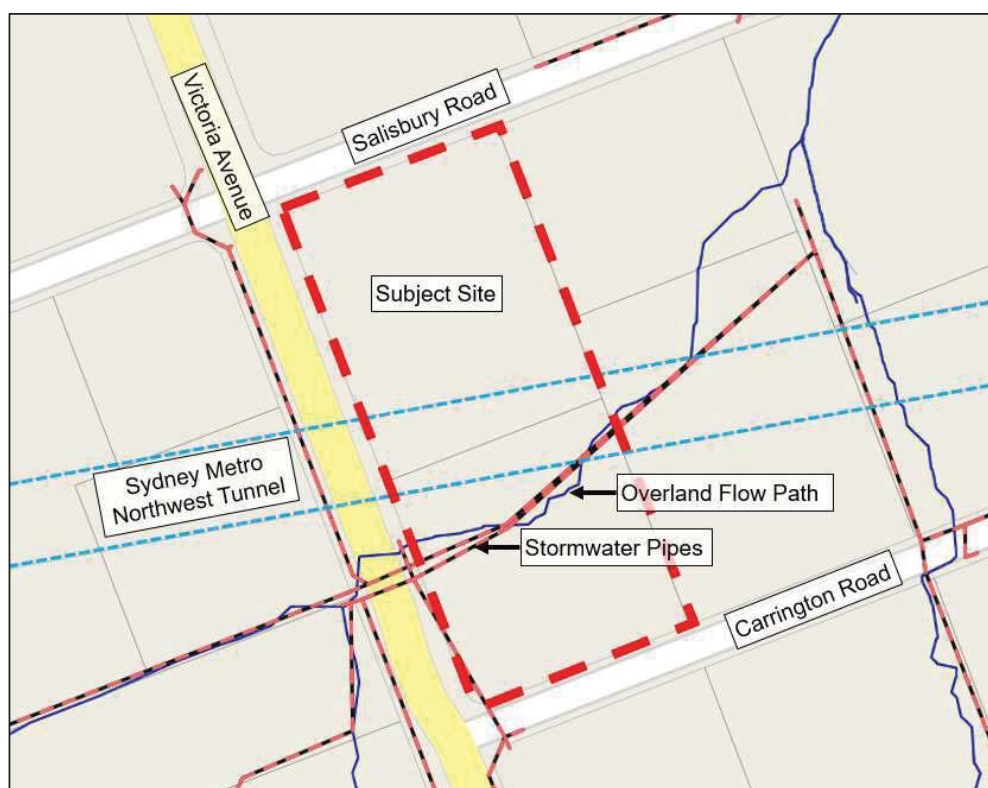 Victoria Avenue
Salisbury Road
Subject Site
Sydney Metro
Northwest Tunnel
Overland Flow Path
Stormwater Pipes
Carrington Road